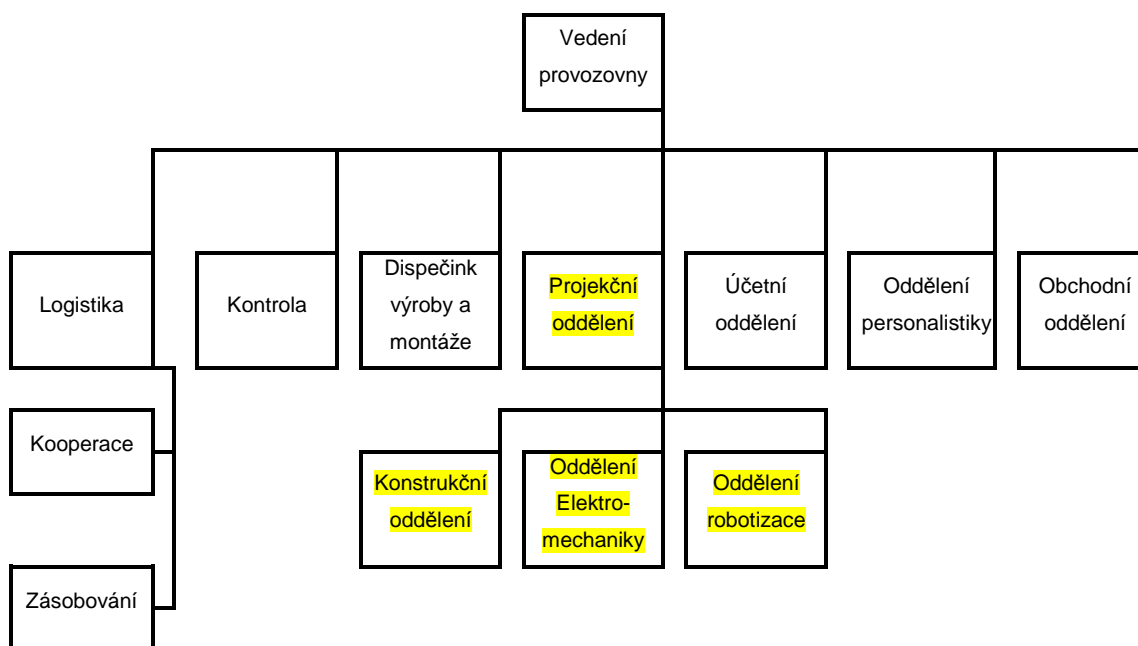 Vedení
provozovny
Logistika
Kontrola
Dispečink
výroby a
montáže
Projekční
oddělení
Účetní
oddělení
Oddělení
personalistiky
Obchodní
oddělení
Kooperace
Zásobování
Konstrukční
oddělení
Oddělení
Elektro-
mechaniky
Oddělení
robotizace